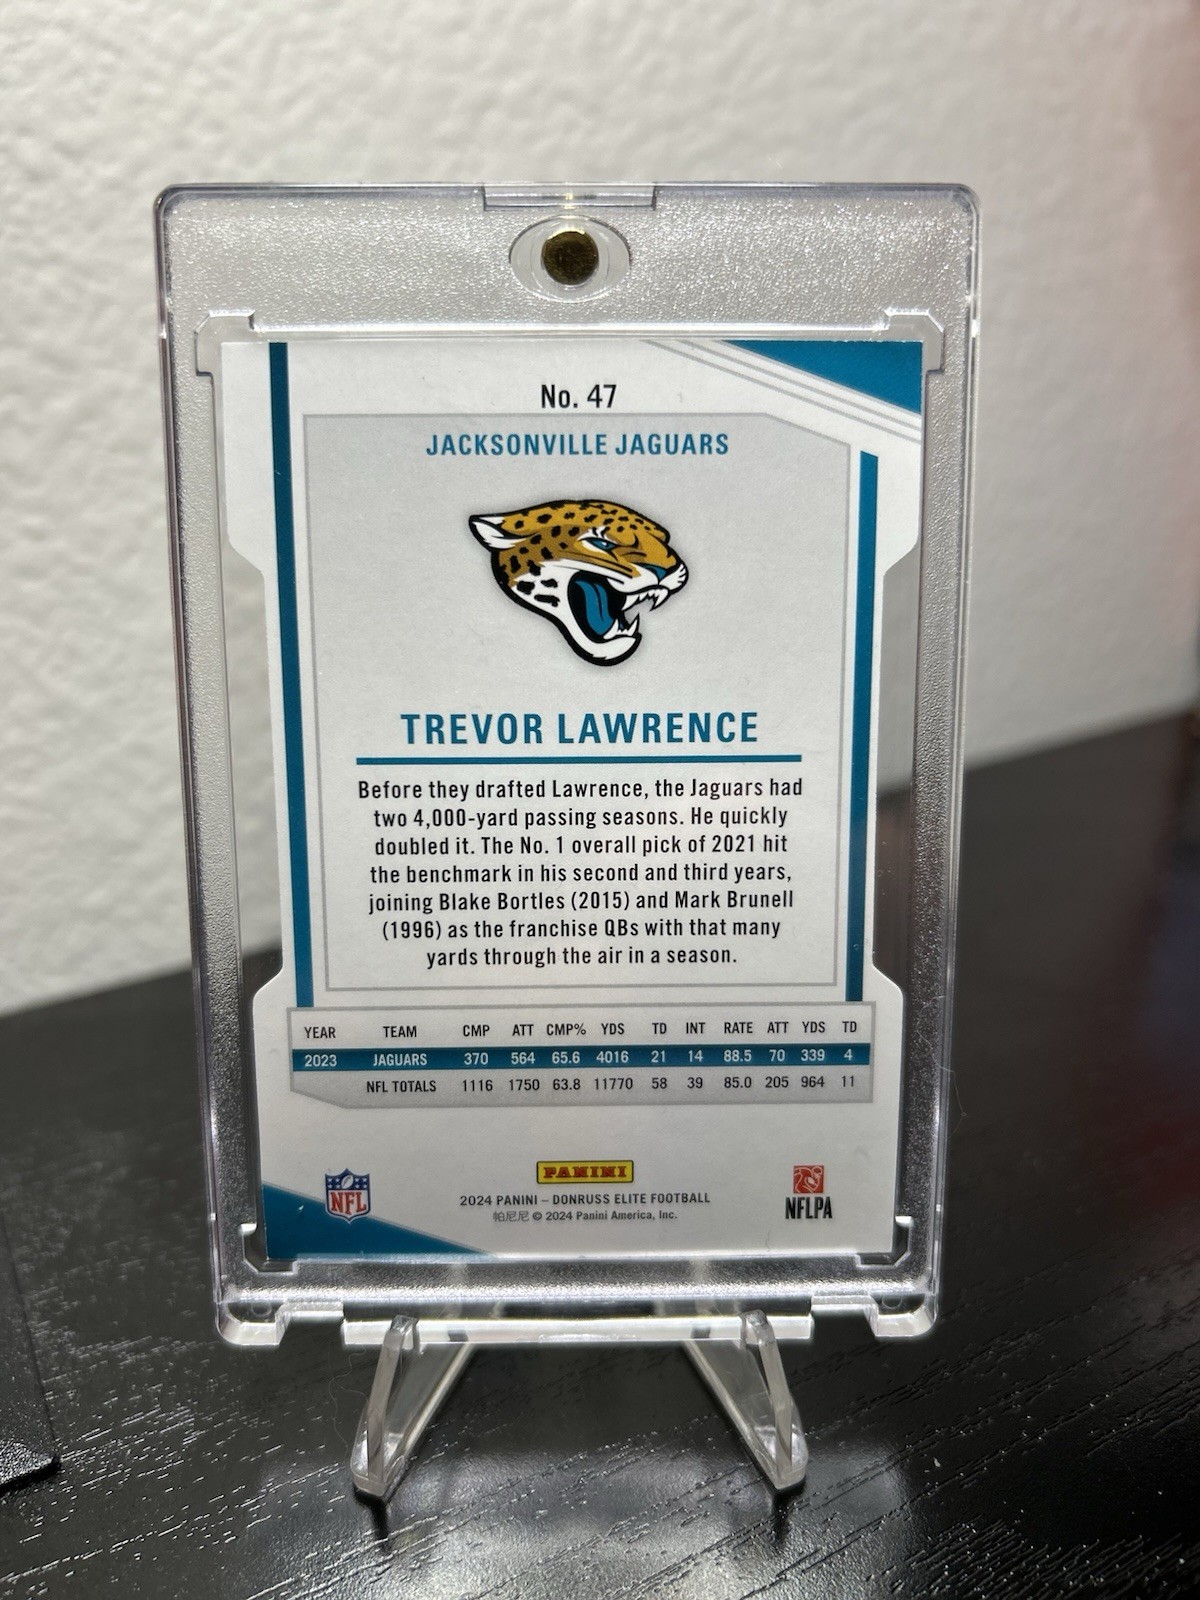 No. 47
JACKSONVILLE JAGUARS
TREVOR LAWRENCE
Before they drafted Lawrence, the Jaguars had
two 4,000-yard passing seasons. He quickly
doubled it. The No. 1 overall pick of 2021 hit
the benchmark in his second and third years,
joining Blake Bortles (2015) and Mark Brunell
(1996) as the franchise QBs with that many
yards through the air in a season.
YEAR TEAM CMP ATT CMP% YDS TD INT RATE ATT YDS TD
2023 JAGUARS 370 564 65.6 4016 21 14 88.5 70 339 4
NFL TOTALS 1116 1750 63.8 11770 58 39 85.0 205 964 11
NFL
PANINI
2024 PANINI – DONRUSS ELITE FOOTBALL
帕尼尼 © 2024 Panini America, Inc.
NFLPA